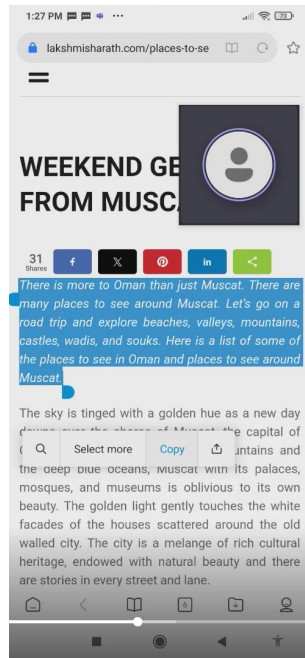 1:27 PM
73
lakshmisharath.com/places-to-se
WEEKEND GE
FROM MUSC
31
Shares
f
X
in
There is more to Oman than just Muscat. There are
many places to see around Muscat. Let's go on a
road trip and explore beaches, valleys, mountains,
castles, wadis, and souks. Here is a list of some of
the places to see in Oman and places to see around
Muscat.
The sky is tinged with a golden hue as a new day
the capital of
Select more
Copy
untains and
the deep blue oceans, Muscat with its palaces,
mosques, and museums is oblivious to its own
beauty. The golden light gently touches the white
facades of the houses scattered around the old
walled city. The city is a melange of rich cultural
heritage, endowed with natural beauty and there
are stories in every street and lane.
6